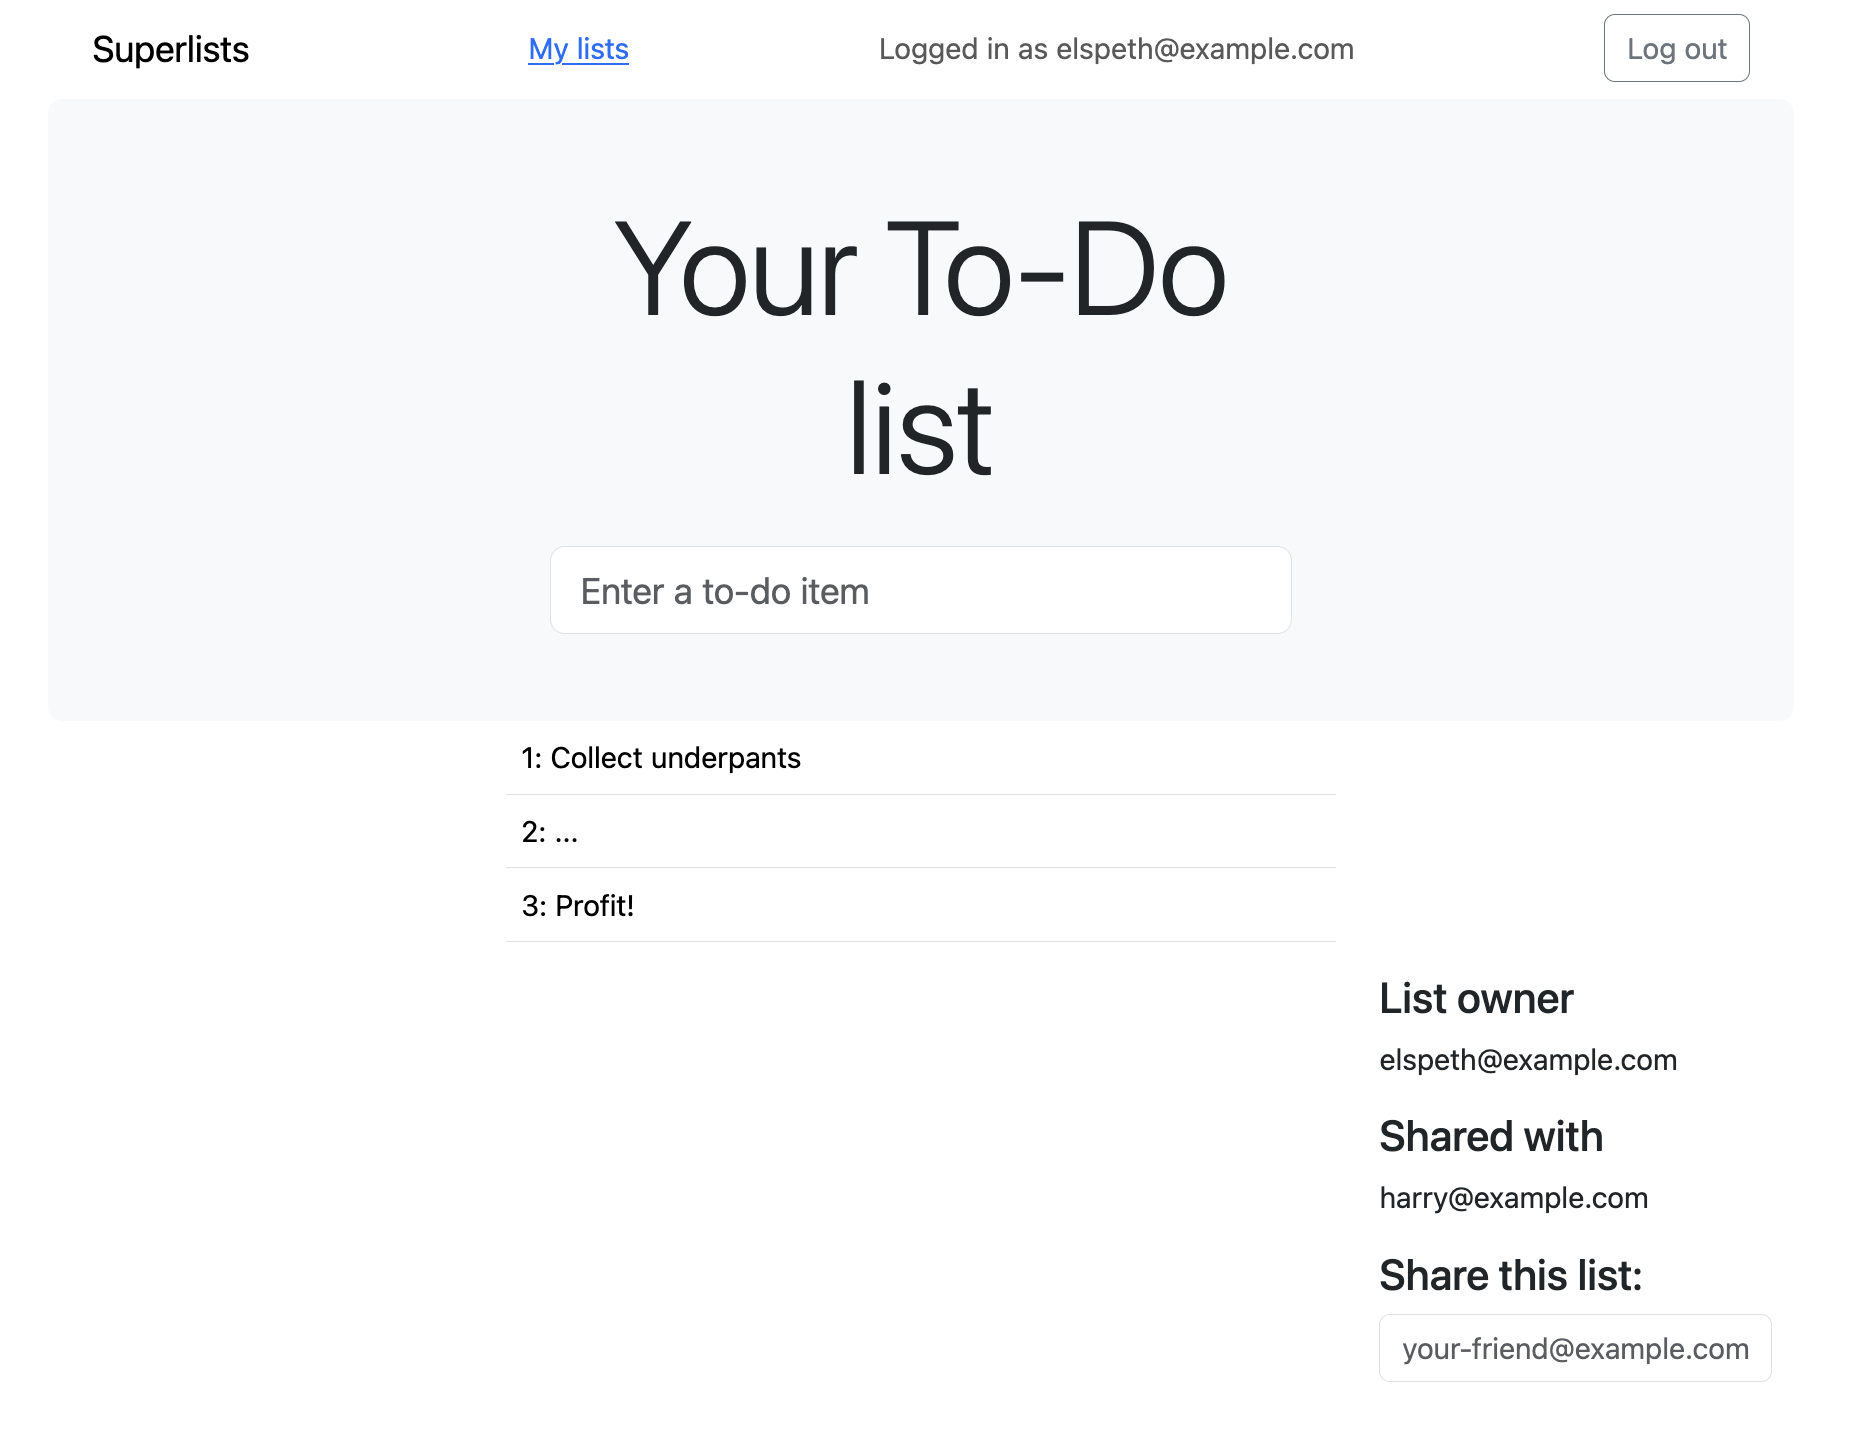 Superlists
My lists
Logged in as elspeth@example.com
Log out
Your To-Do
list
Enter a to-do item
1: Collect underpants
2: ...
3: Profit!
List owner
elspeth@example.com
Shared with
harry@example.com
Share this list:
your-friend@example.com